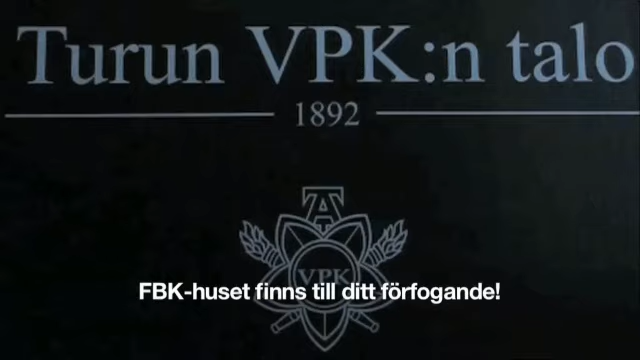 Turun VPK:n talo
1892
A
VPK
FBK-huset finns till ditt förfogande!